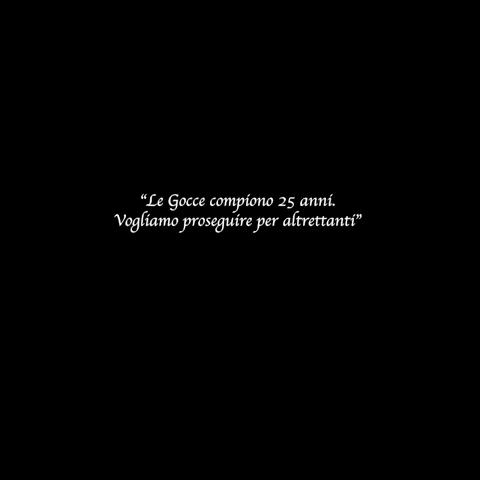 “Le Gocce compiono 25 anni.
Vogliamo proseguire per altrettanti”